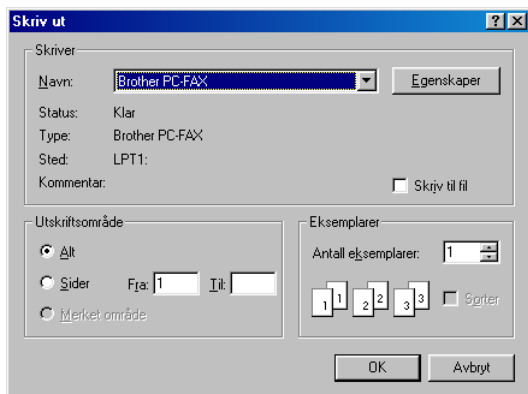 Skriv ut
Skriver
Navn: Brother PC-FAX Egenskaper
Status: Klar
Type: Brother PC-FAX
Sted: LPT1:
Kommentar: Skriv til fil
Utskriftsområde
Alt
Sider Fra: 1 Til:
Merket område
Eksemplarer
Antall eksemplarer: 1
1 1 2 2 3 3 Sorter
OK Avbryt